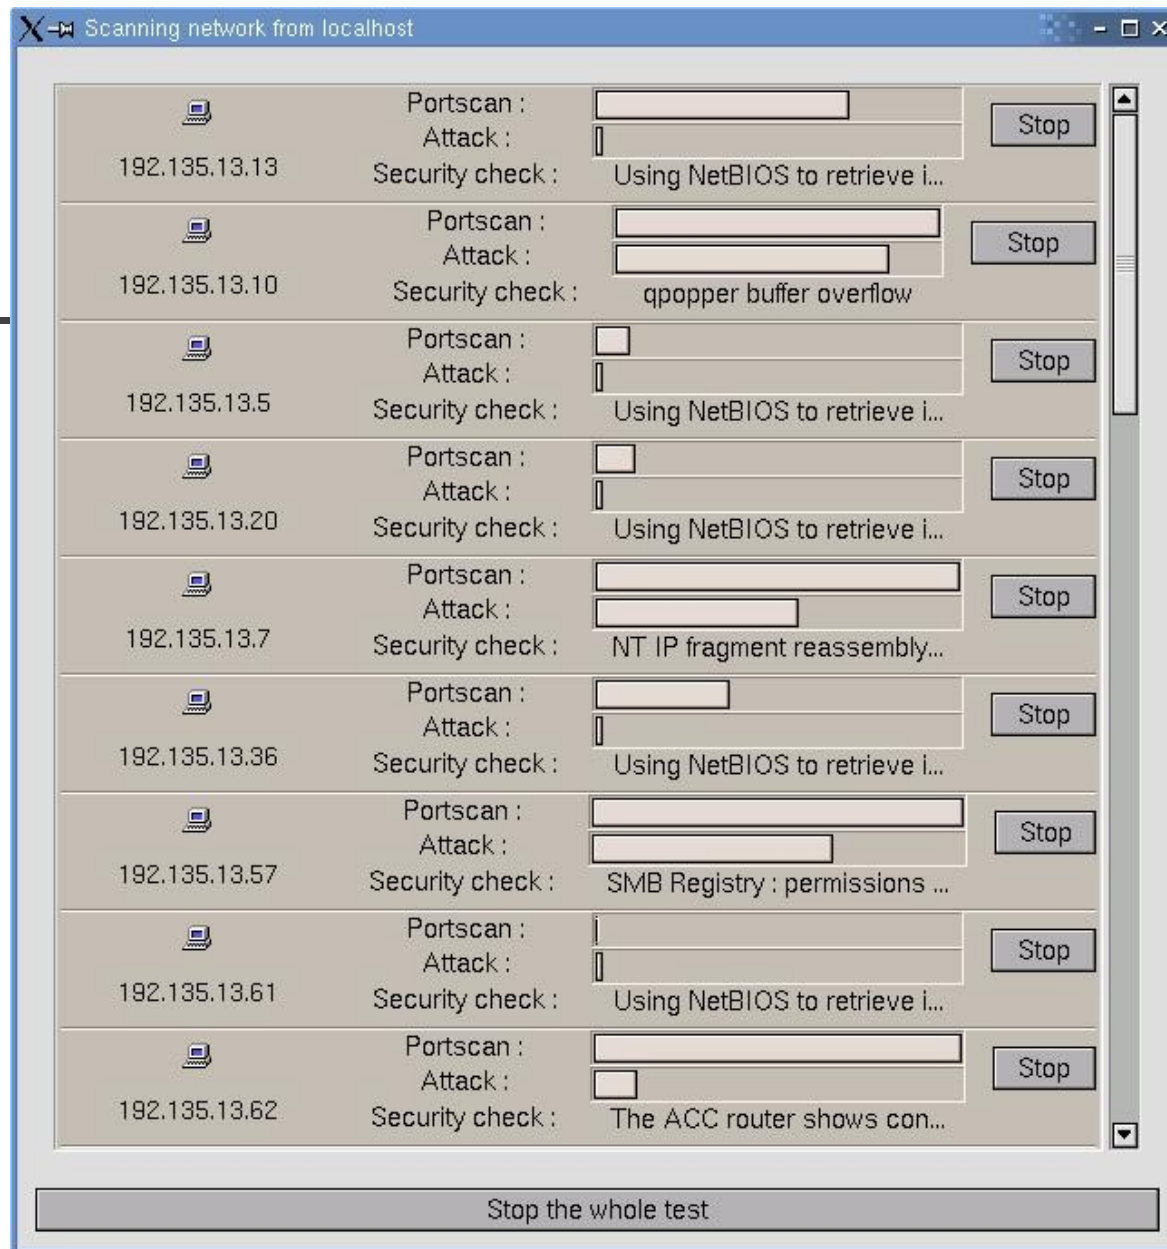 Scanning network from localhost
Portscan :
Attack :
Stop
192.135.13.13
Security check :
Using NetBIOS to retrieve i...
Portscan :
Attack :
Stop
192.135.13.10
Security check :
qpopper buffer overflow
Portscan :
Attack :
Stop
192.135.13.5
Security check :
Using NetBIOS to retrieve i...
Portscan :
Attack :
Stop
192.135.13.20
Security check :
Using NetBIOS to retrieve i...
Portscan :
Attack :
Stop
192.135.13.7
Security check :
NT IP fragment reassembly...
Portscan :
Attack :
Stop
192.135.13.36
Security check :
Using NetBIOS to retrieve i...
Portscan :
Attack :
Stop
192.135.13.57
Security check :
SMB Registry : permissions ...
Portscan :
Attack :
Stop
192.135.13.61
Security check :
Using NetBIOS to retrieve i...
Portscan :
Attack :
Stop
192.135.13.62
Security check :
The ACC router shows con...
Stop the whole test